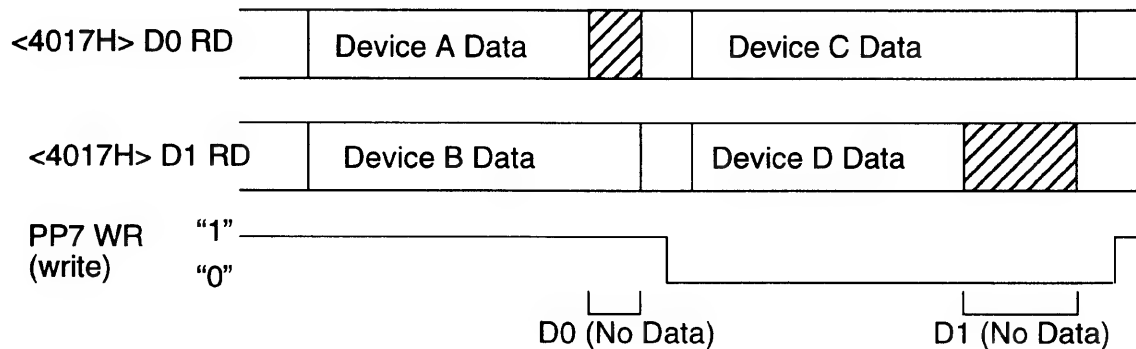 <4017H> D0 RD Device A Data Device C Data
<4017H> D1 RD Device B Data Device D Data
PP7 WR “1”
(write) “0”
D0 (No Data) D1 (No Data)